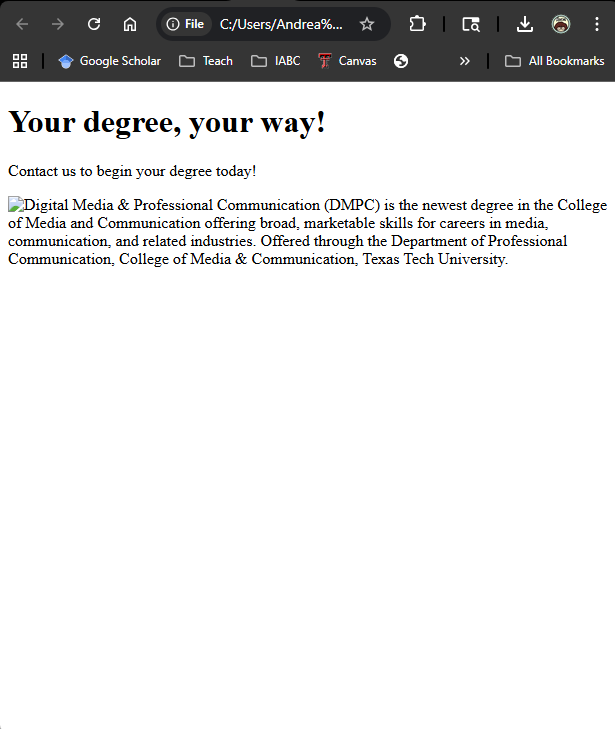 File C:/Users/Andrea%...
Google Scholar Teach IABC Canvas » All Bookmarks
Your degree, your way!
Contact us to begin your degree today!
Digital Media & Professional Communication (DMPC) is the newest degree in the College
of Media and Communication offering broad, marketable skills for careers in media,
communication, and related industries. Offered through the Department of Professional
Communication, College of Media & Communication, Texas Tech University.